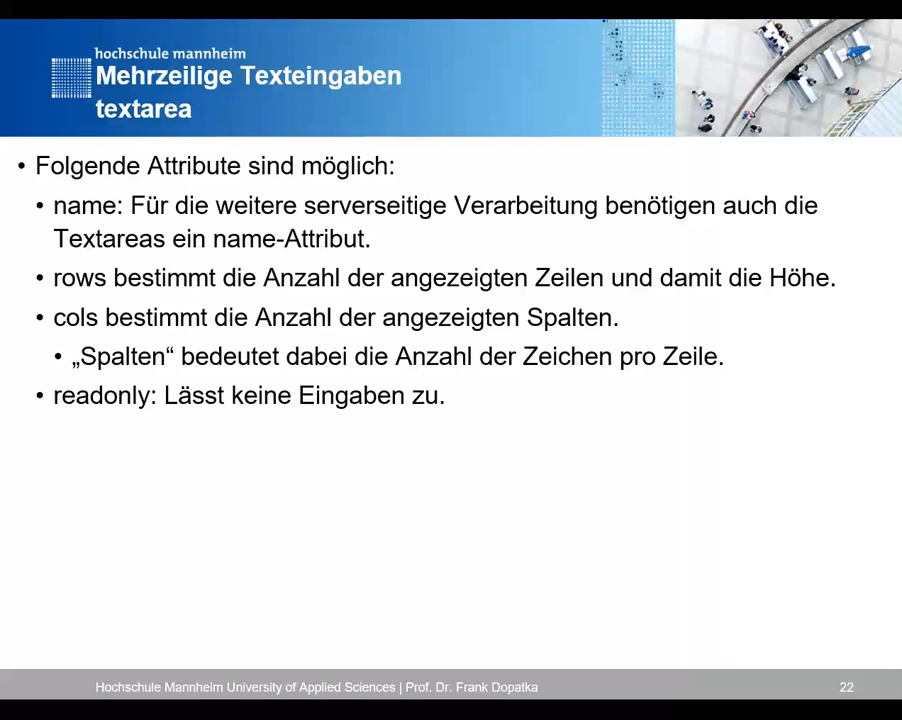 hochschule mannheim
Mehrzeilige Texteingaben
textarea
• Folgende Attribute sind möglich:
• name: Für die weitere serverseitige Verarbeitung benötigen auch die
Textareas ein name-Attribut.
• rows bestimmt die Anzahl der angezeigten Zeilen und damit die Höhe.
• cols bestimmt die Anzahl der angezeigten Spalten.
• „Spalten“ bedeutet dabei die Anzahl der Zeichen pro Zeile.
• readonly: Lässt keine Eingaben zu.
Hochschule Mannheim University of Applied Sciences | Prof. Dr. Frank Dopatka
22